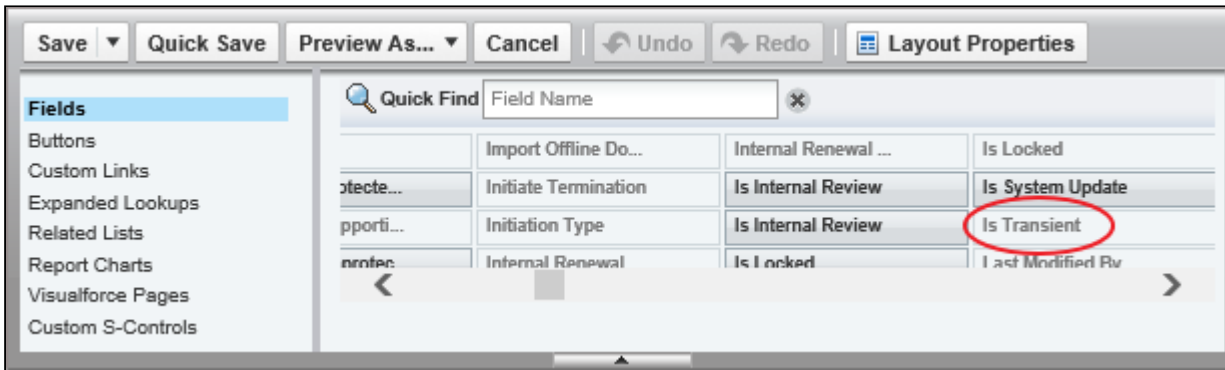 Save Quick Save Preview As... Cancel Undo Redo Layout Properties
Fields
Buttons
Custom Links
Expanded Lookups
Related Lists
Report Charts
Visualforce Pages
Custom S-Controls
Quick Find Field Name
Import Offline Do... Internal Renewal ... Is Locked
otecte... Initiate Termination Is Internal Review Is System Update
pporti... Initiation Type Is Internal Review Is Transient
protec Internal Renewal Is Locked Last Modified By